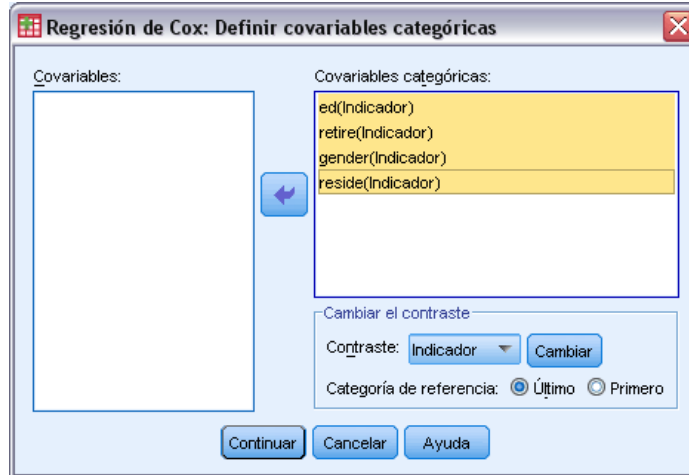 Regresión de Cox: Definir covariables categóricas
Covariables:
Covariables categóricas:
ed(Indicador)
retire(Indicador)
gender(Indicador)
reside(Indicador)
Cambiar el contraste
Contraste: Indicador Cambiar
Categoría de referencia: Último Primero
Continuar Cancelar Ayuda